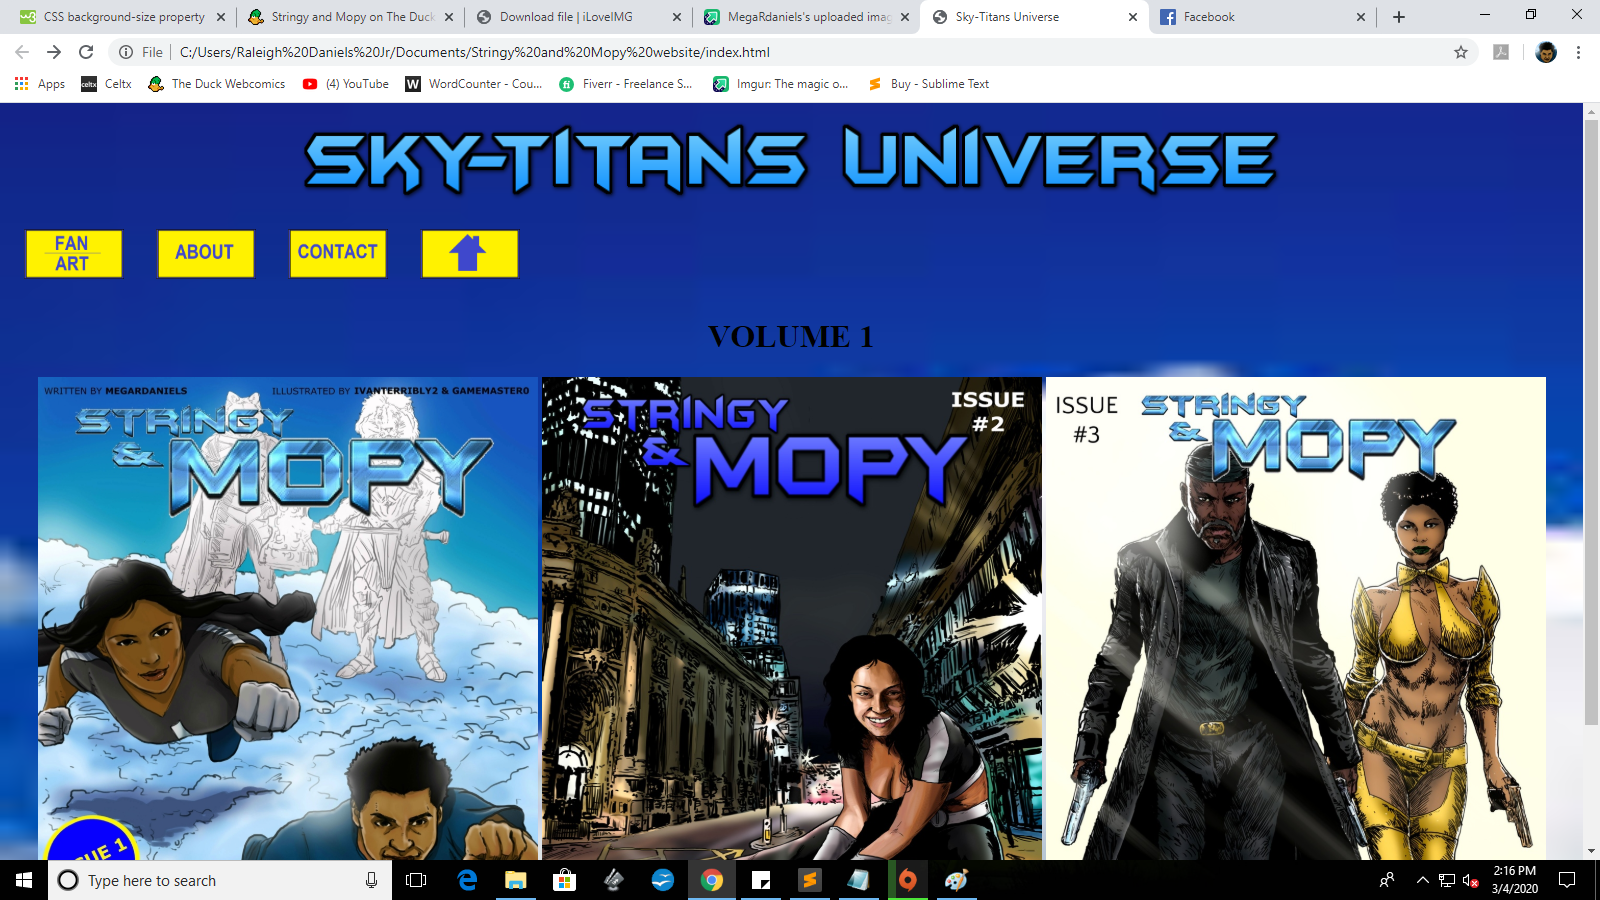 CSS background-size property
Stringy and Mopy on The Duck
Download file | iLoveIMG
MegaRdaniels's uploaded imag
Sky-Titans Universe
Facebook
File
C:/Users/Raleigh%20Daniels%20Jr/Documents/Stringy%20and%20Mopy%20website/index.html
Apps
celtx Celtx
The Duck Webcomics
(4) YouTube
W WordCounter - Cou...
fi Fiverr - Freelance S...
Imgur: The magic o...
Buy - Sublime Text
SKY-TITANS UNIVERSE
FAN
ART
ABOUT
CONTACT
VOLUME 1
WRITTEN BY MEGARDANIELS
ILLUSTRATED BY IVANTERRIBLY2 & GAMEMASTER0
STRINGY
& MOPY
UE 1
STRINGY
& MOPY
ISSUE
#2
ISSUE
#3
STRINGY
& MOPY
Type here to search
2:16 PM
3/4/2020